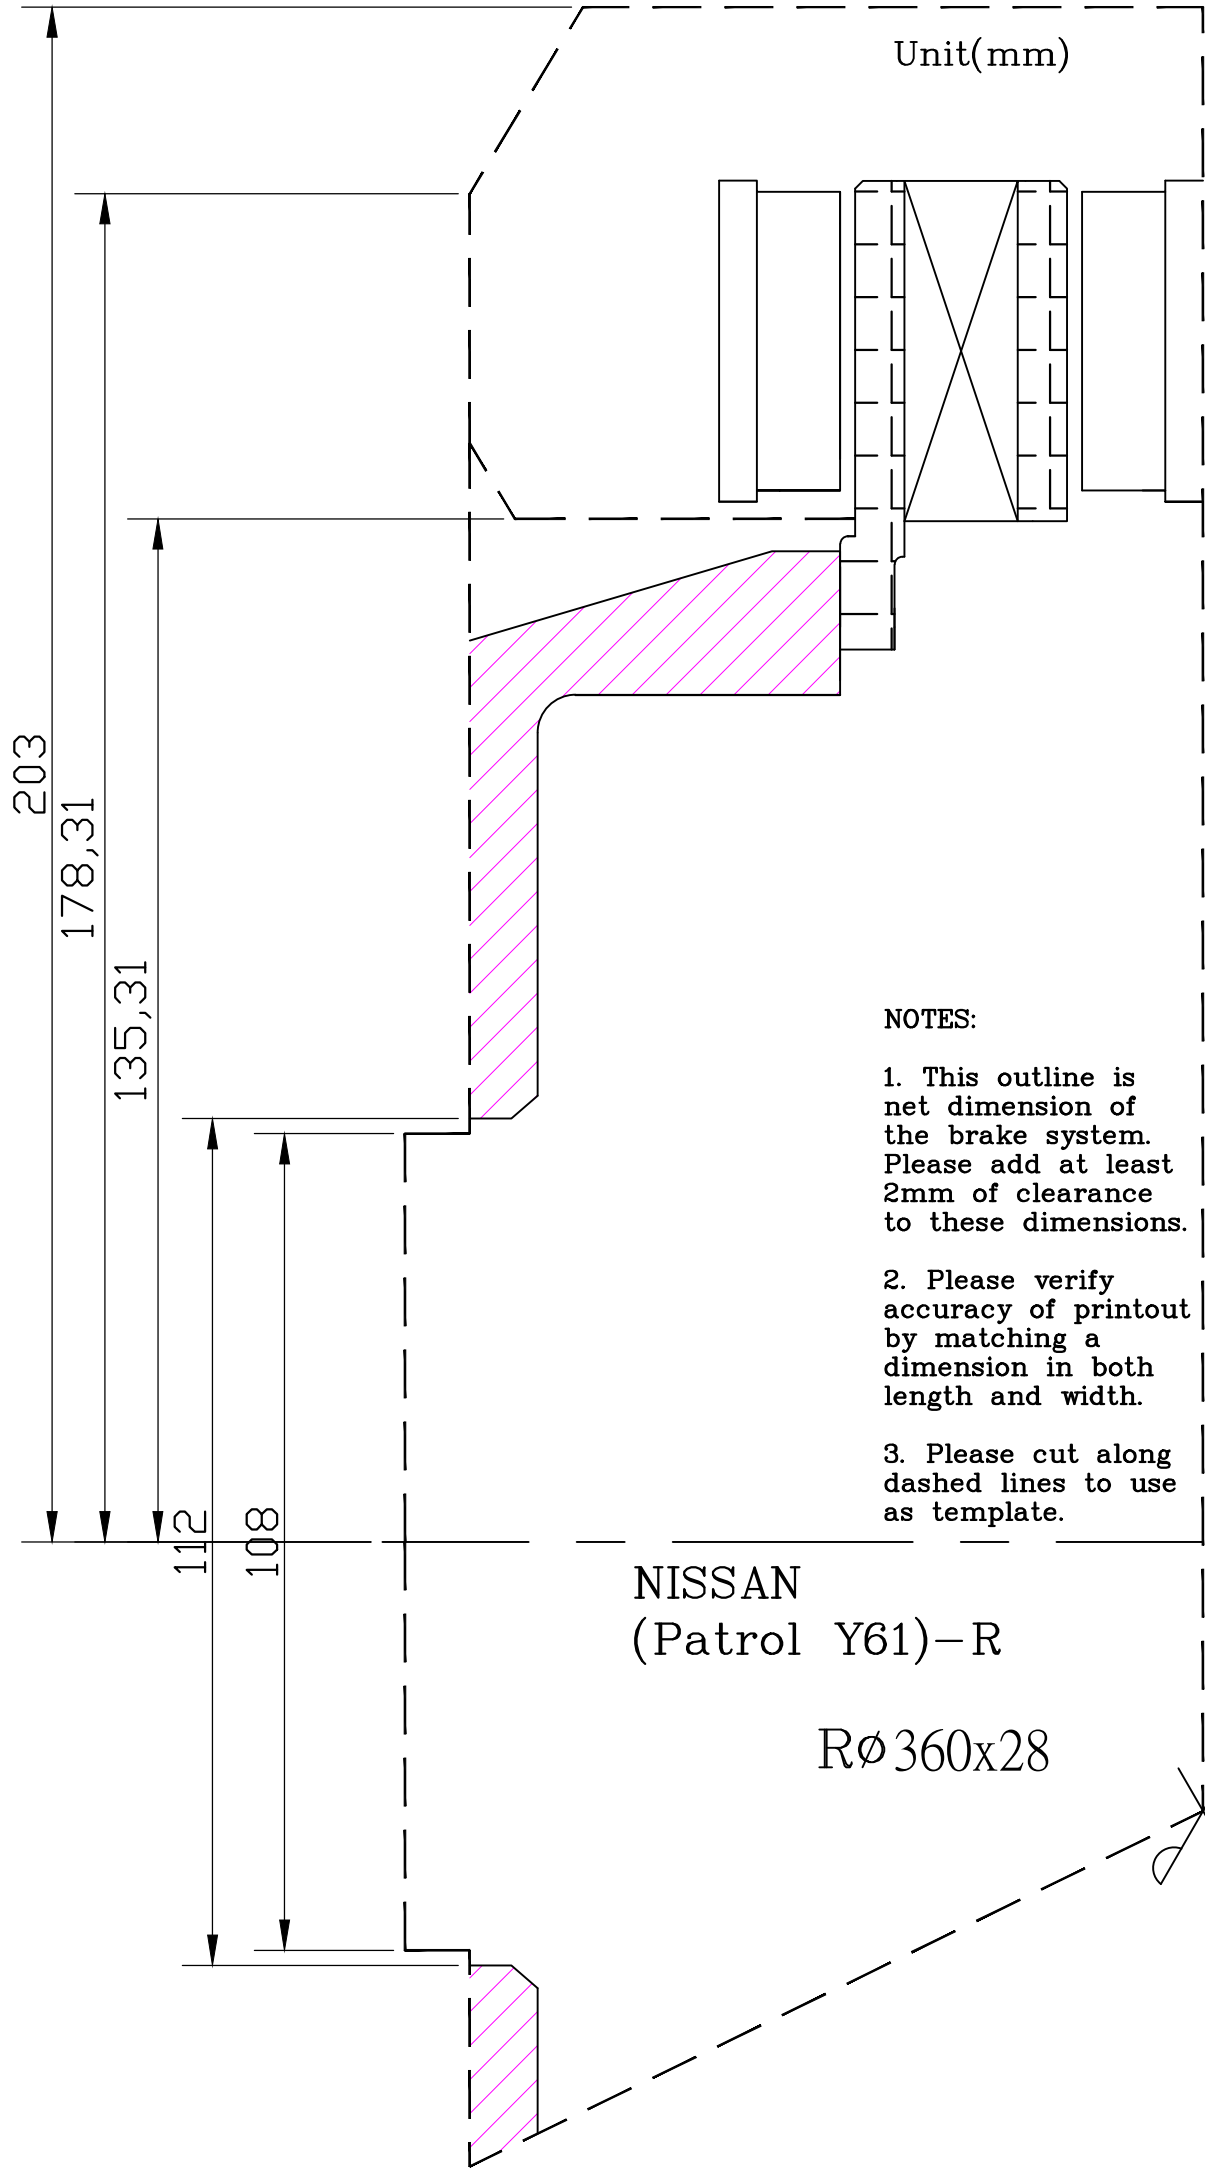 Unit(mm)
203
178,31
135,31
112
108
NOTES:
1. This outline is
net dimension of
the brake system.
Please add at least
2mm of clearance
to these dimensions.
2. Please verify
accuracy of printout
by matching a
dimension in both
length and width.
3. Please cut along
dashed lines to use
as template.
NISSAN
(Patrol Y61)-R
RØ360x28